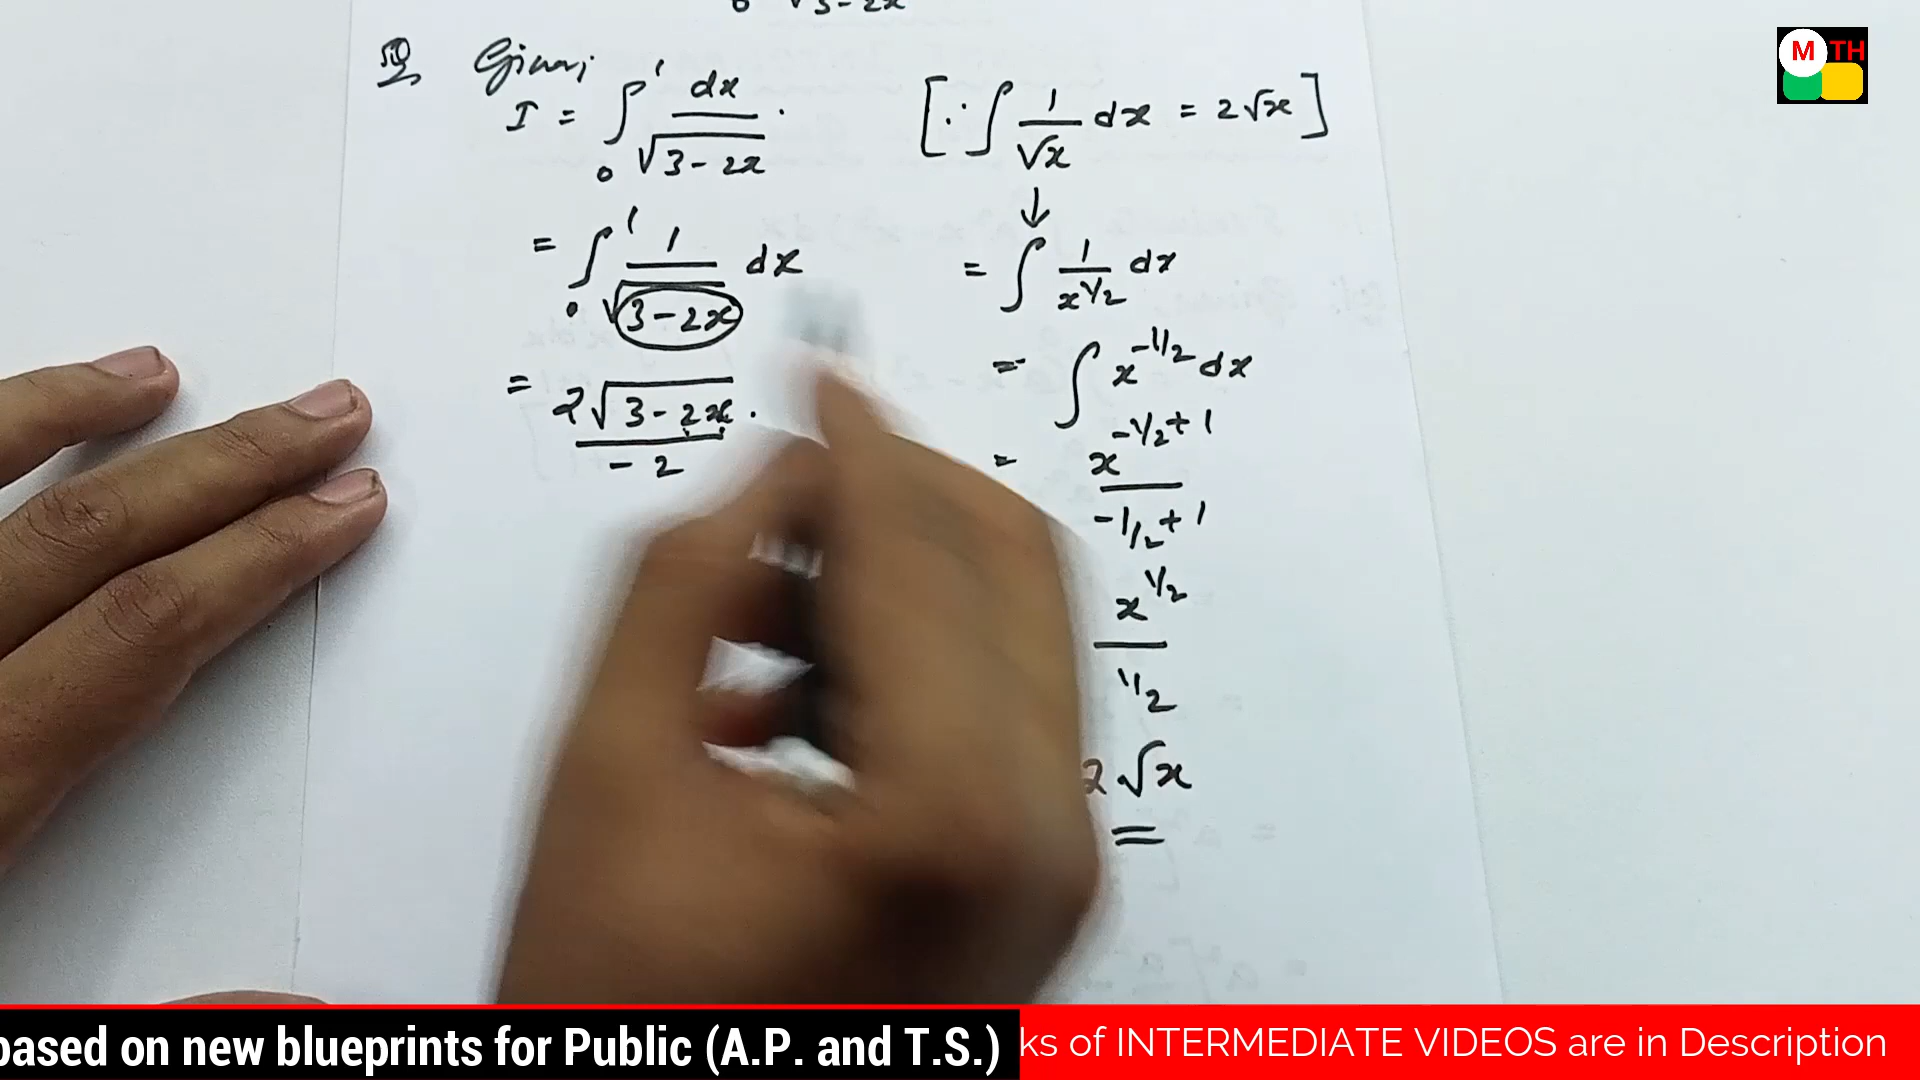 √3-2x
Given;
I = ∫₀¹ dx/√(3-2x) .
[∵ ∫ 1/√x dx = 2√x]
↓
= ∫₀¹ 1/√(3-2x) dx
= 2√(3-2x) / -2 .
= ∫ 1/x^(1/2) dx
= ∫ x^(-1/2) dx
= x^(-1/2+1) / (-1/2+1)
x^(1/2) / (1/2)
2√x
M TH
based on new blueprints for Public (A.P. and T.S.)
ks of INTERMEDIATE VIDEOS are in Description